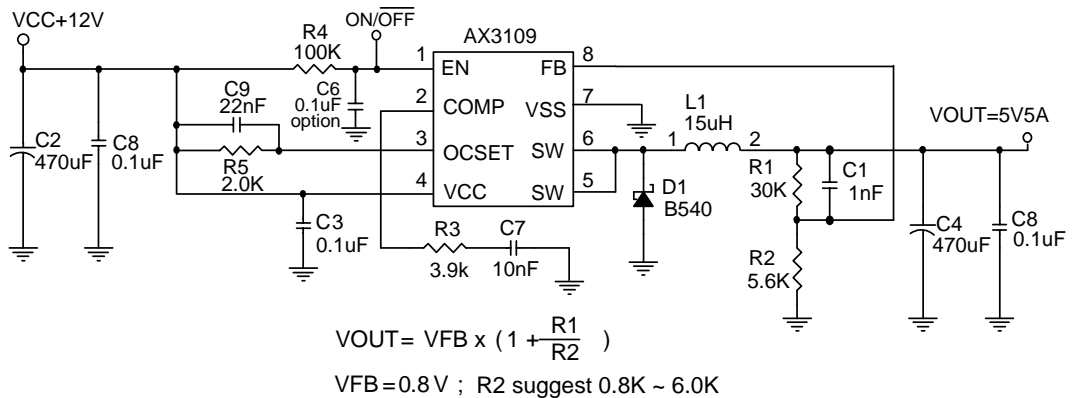 VCC+12V
ON/OFF
R4
100K
AX3109
1
EN
FB
8
C6
0.1uF
option
C9
22nF
2
COMP
VSS
7
L1
15uH
VOUT=5V5A
C2
470uF
C8
0.1uF
3
OCSET
SW
6
1
2
R5
2.0K
4
VCC
SW
5
D1
B540
R1
30K
C1
1nF
C3
0.1uF
R3
3.9k
C7
10nF
R2
5.6K
C4
470uF
C8
0.1uF
VOUT= VFB x (1 + R1/R2 )
VFB=0.8V ; R2 suggest 0.8K ~ 6.0K